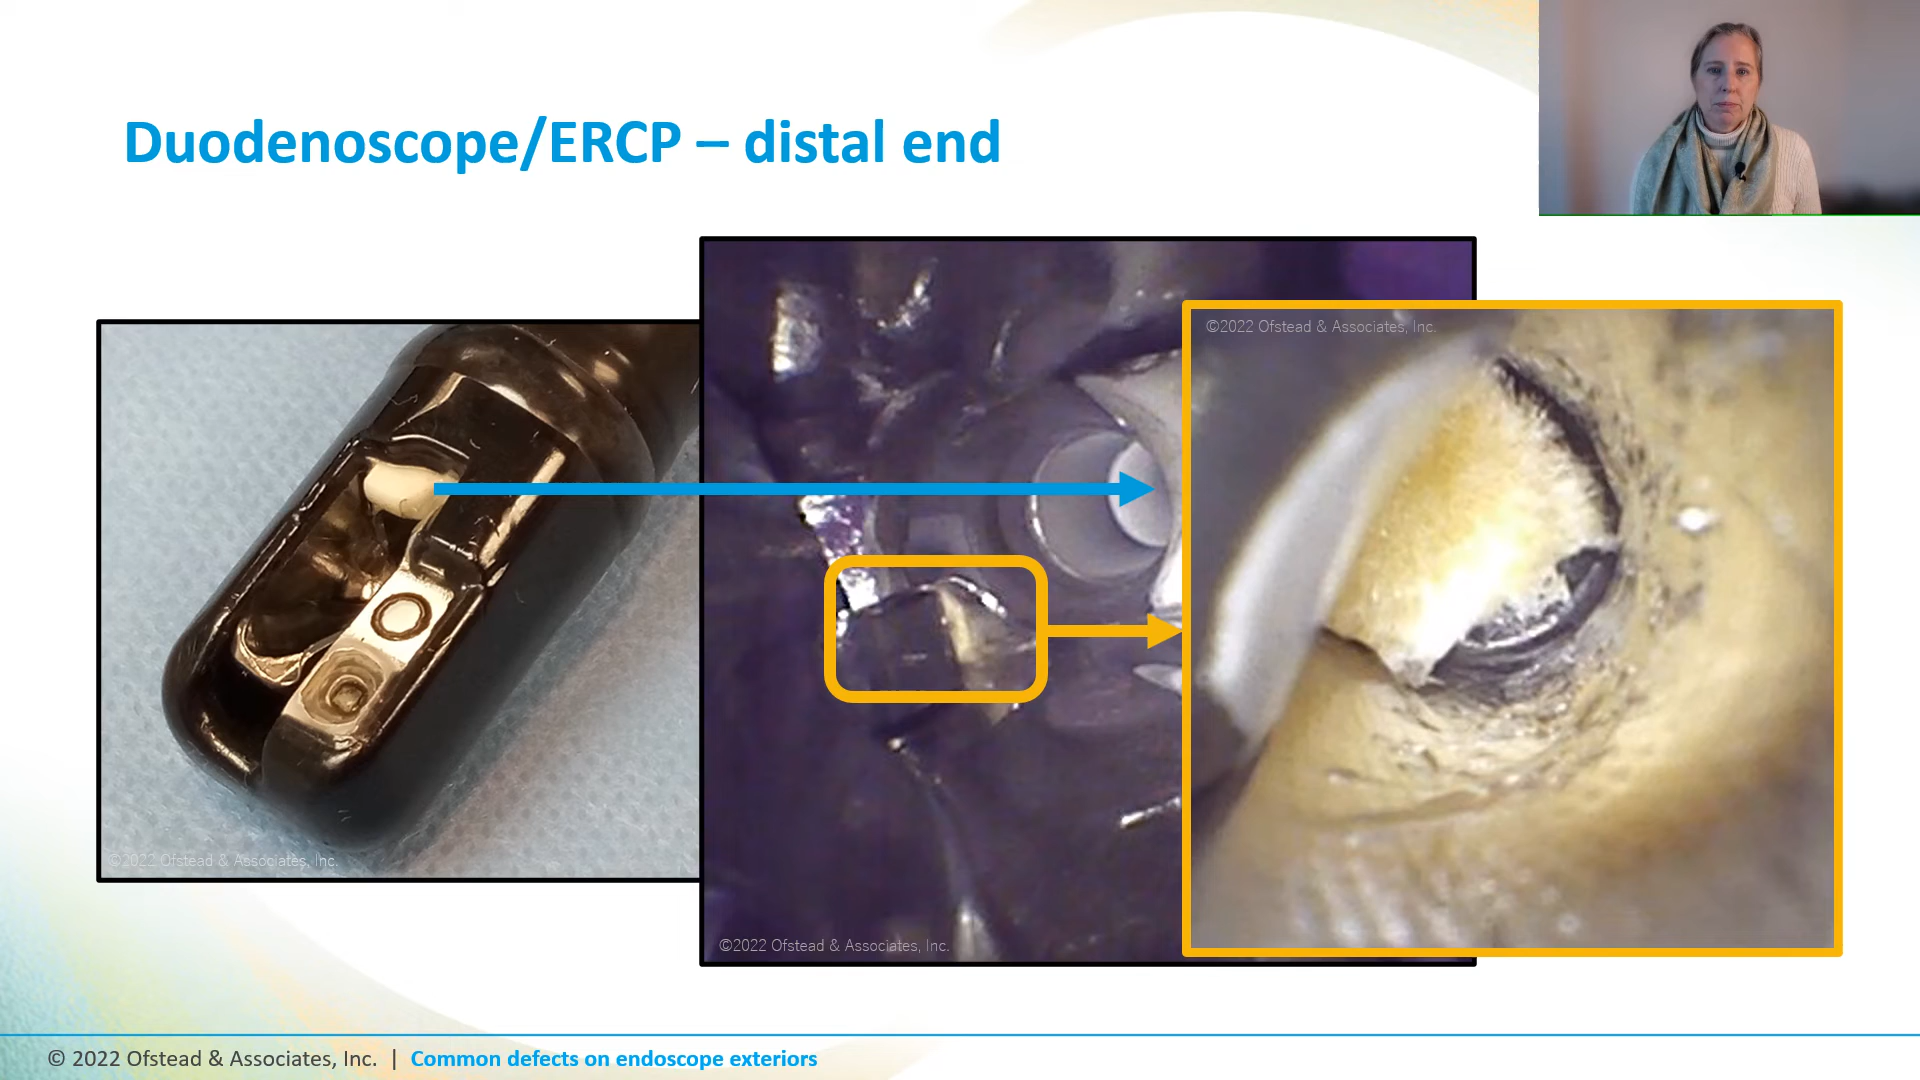 Duodenoscope/ERCP – distal end
©2022 Ofstead & Associates, Inc.
©2022 Ofstead & Associates, Inc.
©2022 Ofstead & Associates, Inc.
© 2022 Ofstead & Associates, Inc. | Common defects on endoscope exteriors